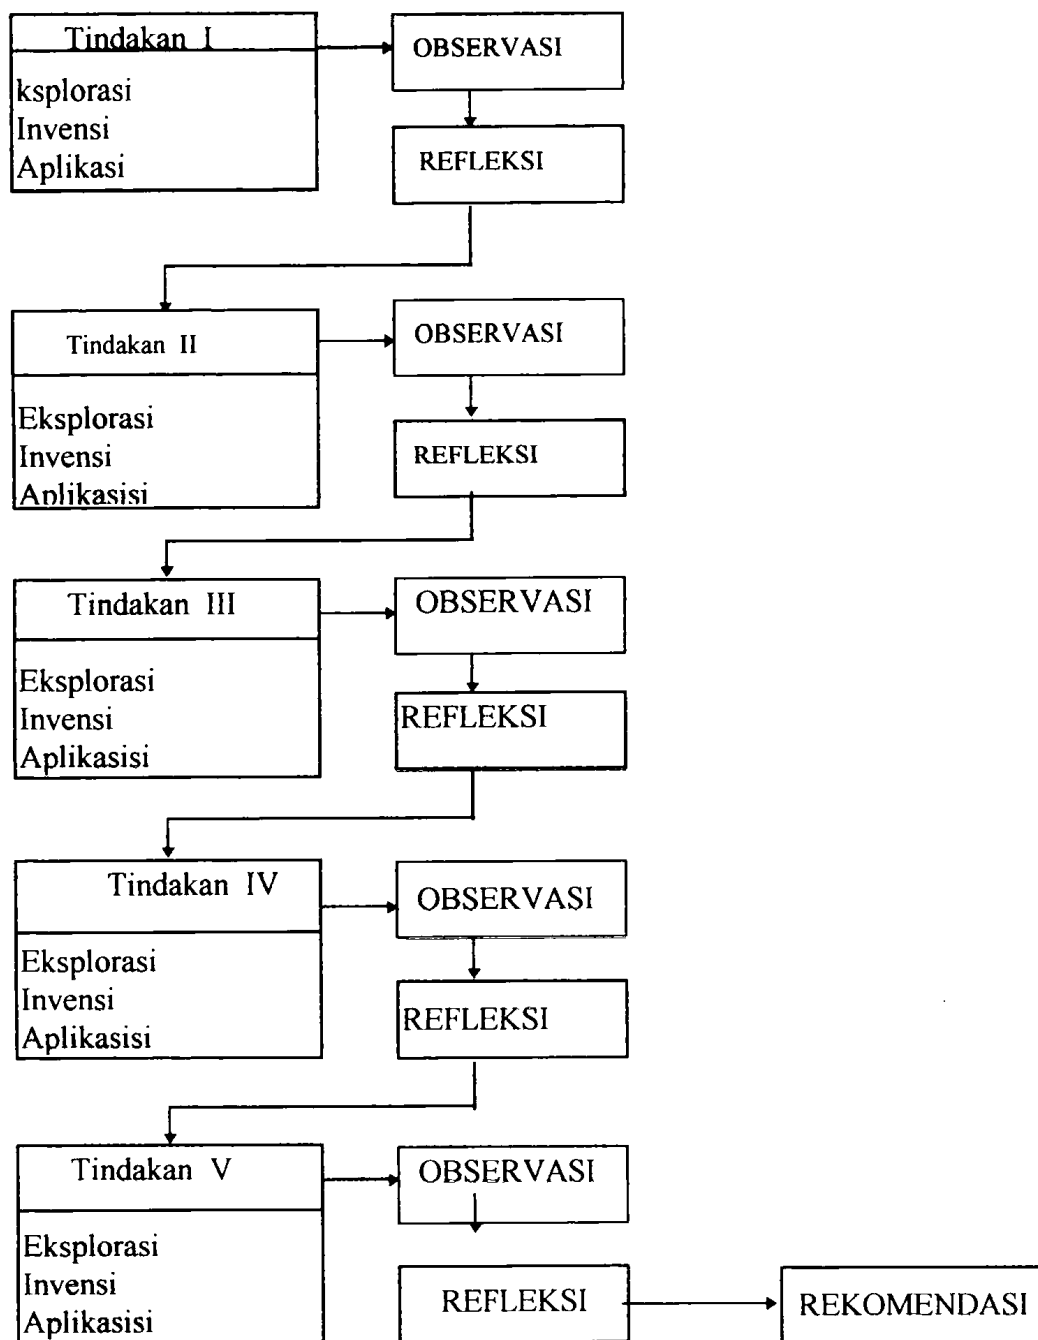 Tindakan I
OBSERVASI
ksplorasi
Invensi
Aplikasi
REFLEKSI
Tindakan II
OBSERVASI
Eksplorasi
Invensi
Aplikasisi
REFLEKSI
Tindakan III
OBSERVASI
Eksplorasi
Invensi
Aplikasisi
REFLEKSI
Tindakan IV
OBSERVASI
Eksplorasi
Invensi
Aplikasisi
REFLEKSI
Tindakan V
OBSERVASI
Eksplorasi
Invensi
Aplikasisi
REFLEKSI
REKOMENDASI